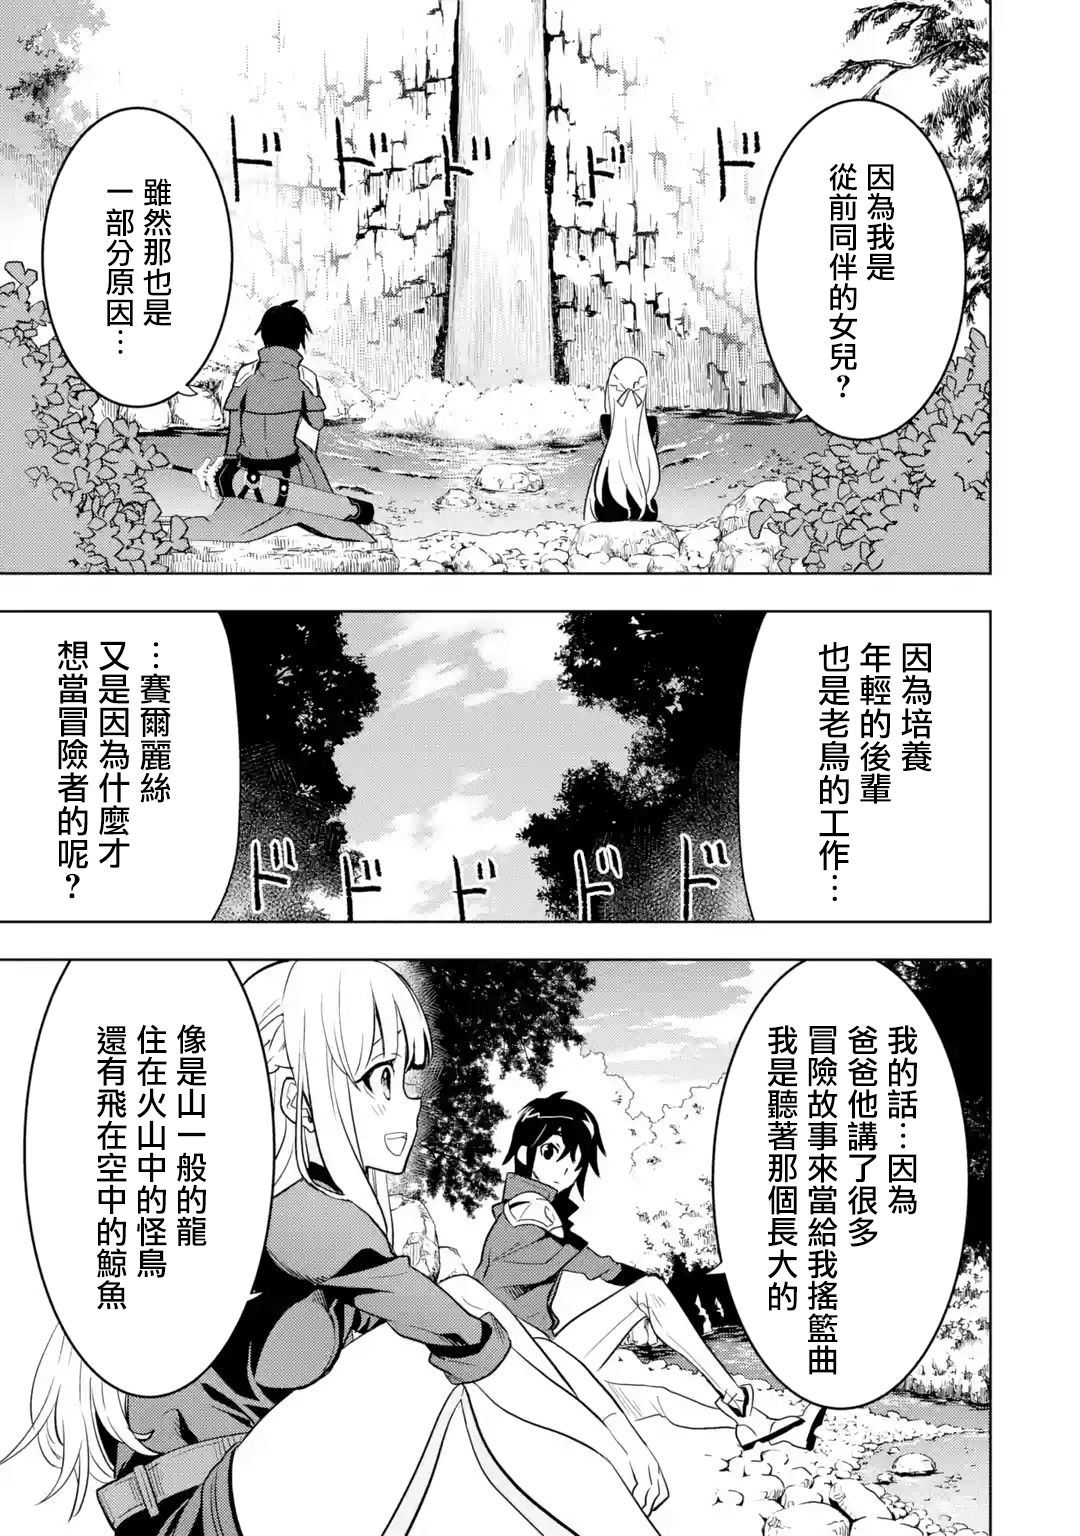 因為我是
從前同伴的女兒?
ドドドドド
雖然那也是
一部分原因…
因為培養
年輕的後輩
也是老鳥的工作…
…賽爾麗絲
又是因為什麼才
想當冒險者的呢?
ドドドドド
我的話…因為
爸爸他講了很多
冒險故事來當給我搖籃曲
我是聽著那個長大的
像是山一般的龍
住在火山中的怪鳥
還有飛在空中的鯨魚